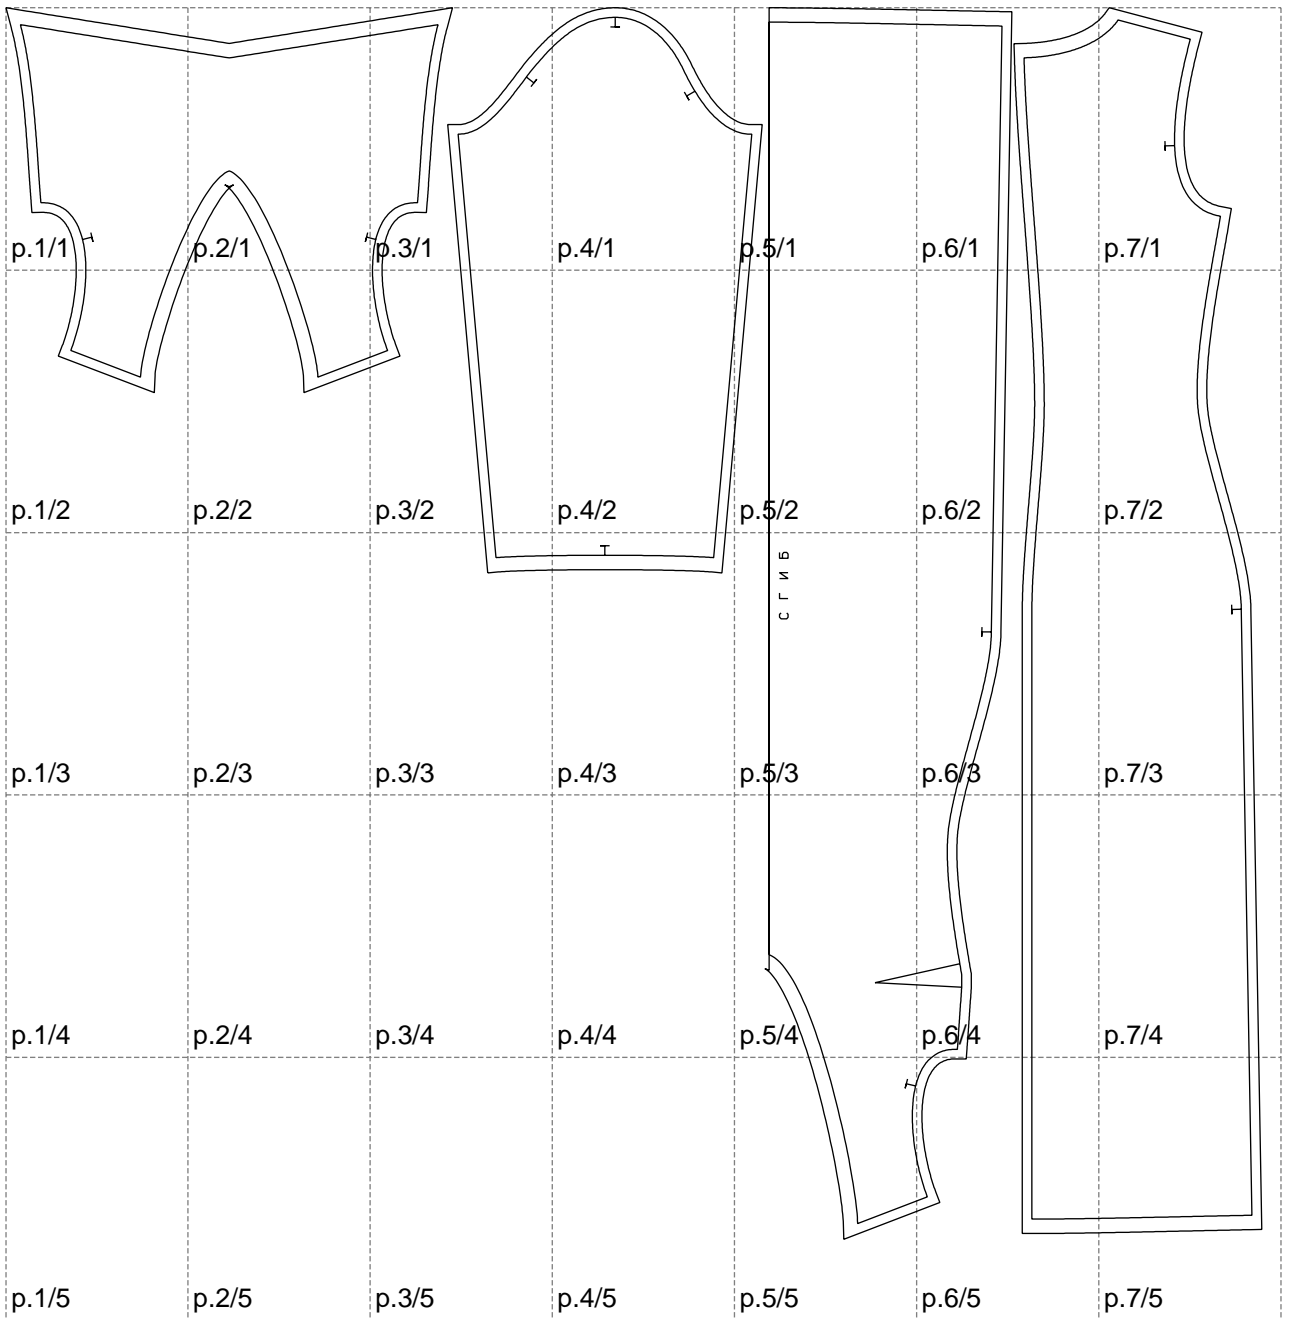 p.1/1 p.2/1 p.3/1 p.4/1 p.5/1 p.6/1 p.7/1
p.1/2 p.2/2 p.3/2 p.4/2 p.5/2 p.6/2 p.7/2
СГИБ
p.1/3 p.2/3 p.3/3 p.4/3 p.5/3 p.6/3 p.7/3
p.1/4 p.2/4 p.3/4 p.4/4 p.5/4 p.6/4 p.7/4
p.1/5 p.2/5 p.3/5 p.4/5 p.5/5 p.6/5 p.7/5